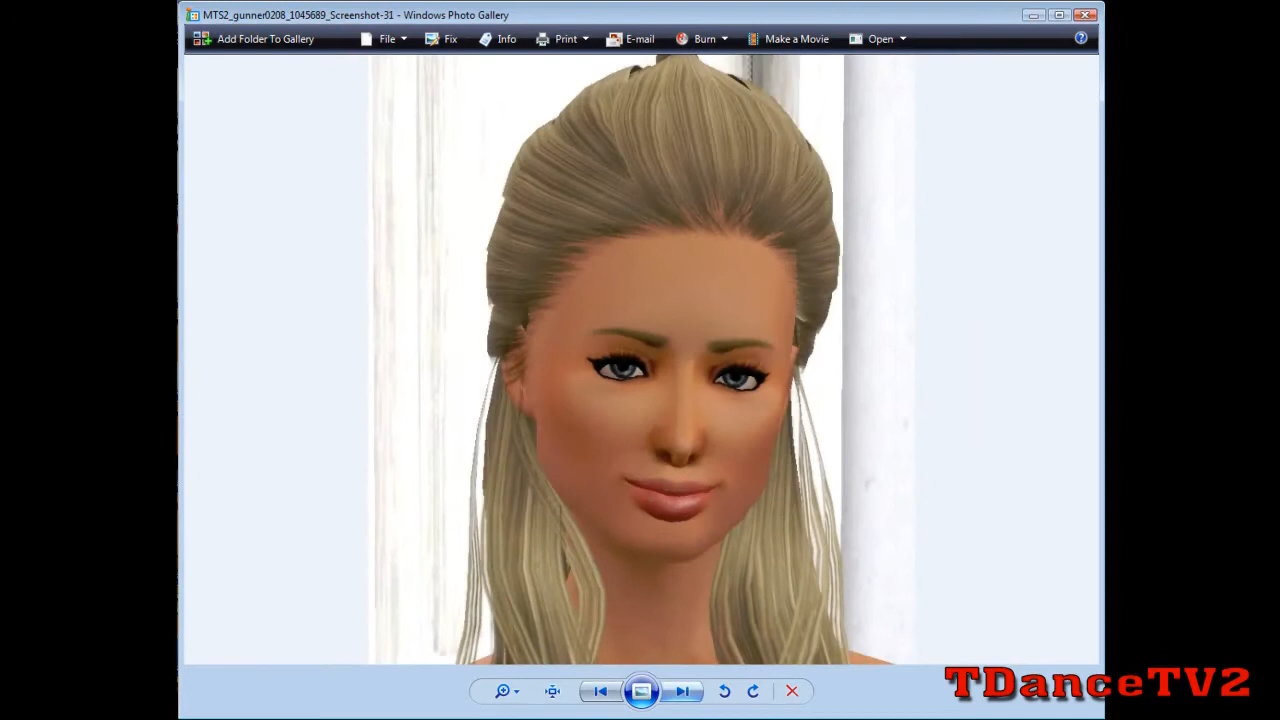 MTS2_gunner0208_1045689_Screenshot-31 - Windows Photo Gallery
Add Folder To Gallery File Fix Info Print E-mail Burn Make a Movie Open
TDanceTV2